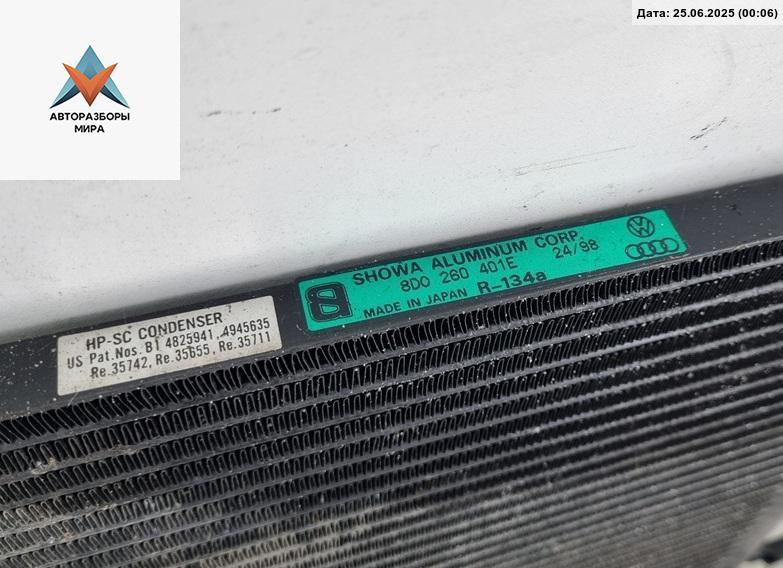 Дата: 25.06.2025 (00:06)
АВТОРАЗБОРЫ
МИРА
SHOWA ALUMINUM CORP.
8D0 260 401E 24/98
MADE IN JAPAN R-134a
HP-SC CONDENSER
US Pat.Nos. B1 4825941, 4945635
Re.35742, Re.35655, Re.35711